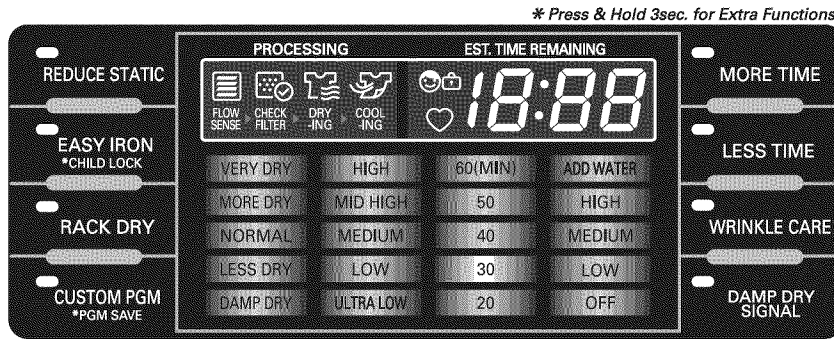 * Press & Hold 3sec. for Extra Functions
PROCESSING
EST. TIME REMAINING
REDUCE STATIC
EASY IRON
*CHILD LOCK
RACK DRY
CUSTOM PGM
*PGM SAVE
FLOW SENSE
CHECK FILTER
DRY -ING
COOL -ING
18:88
VERY DRY HIGH 60(MIN) ADD WATER
MORE DRY MID HIGH 50 HIGH
NORMAL MEDIUM 40 MEDIUM
LESS DRY LOW 30 LOW
DAMP DRY ULTRA LOW 20 OFF
MORE TIME
LESS TIME
WRINKLE CARE
DAMP DRY
SIGNAL